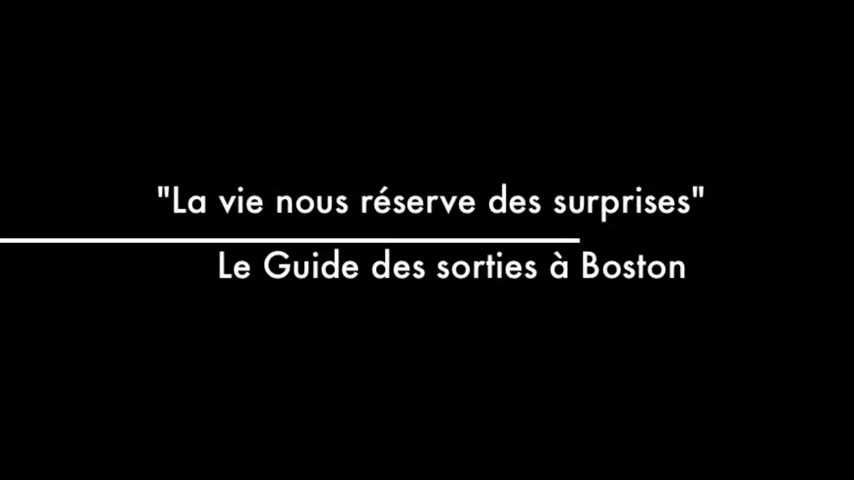 "La vie nous réserve des surprises"
Le Guide des sorties à Boston